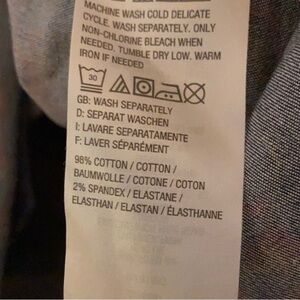 MACHINE WASH COLD DELICATE
CYCLE. WASH SEPARATELY. ONLY
NON-CHLORINE BLEACH WHEN
NEEDED. TUMBLE DRY LOW. WARM
IRON IF NEEDED
30
GB: WASH SEPARATELY
D: SEPARAT WASCHEN
I: LAVARE SEPARATAMENTE
F: LAVER SÉPARÉMENT
98% COTTON / COTTON /
BAUMWOLLE / COTONE / COTON
2% SPANDEX / ELASTANE /
ELASTHAN / ELASTAN / ÉLASTHANNE